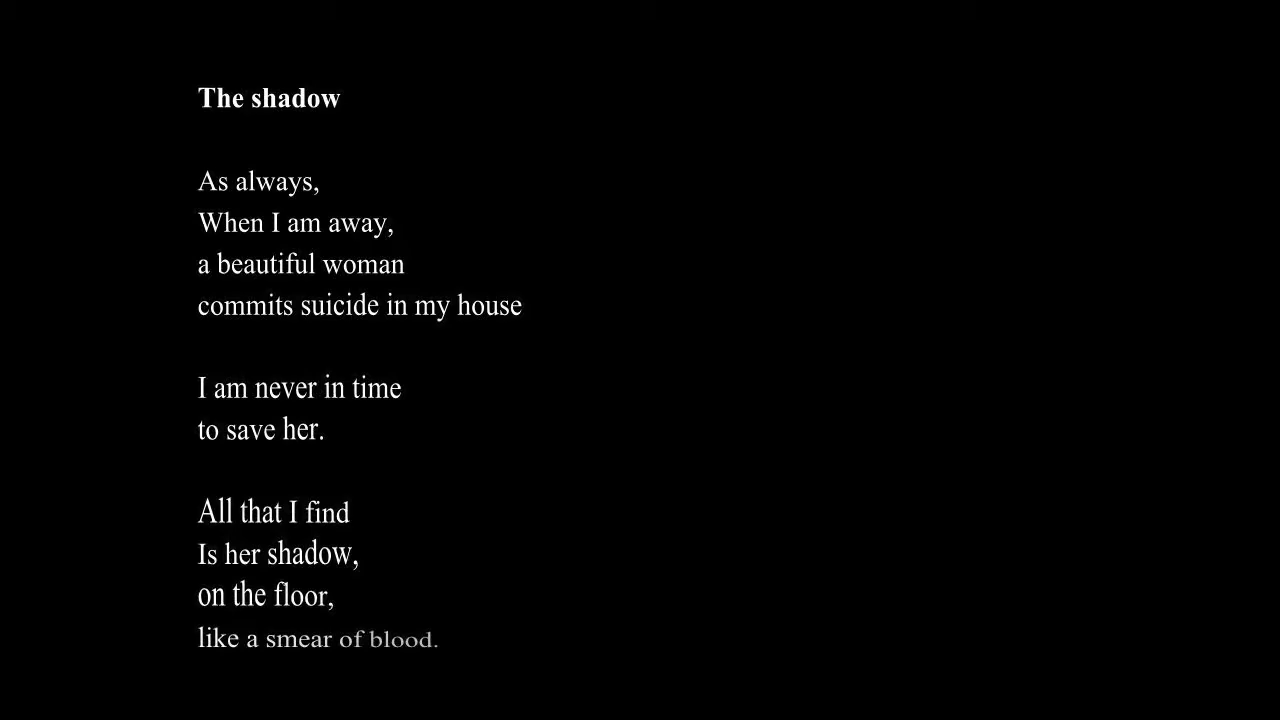 The shadow
As always,
When I am away,
a beautiful woman
commits suicide in my house
I am never in time
to save her.
All that I find
Is her shadow,
on the floor,
like a smear of blood.